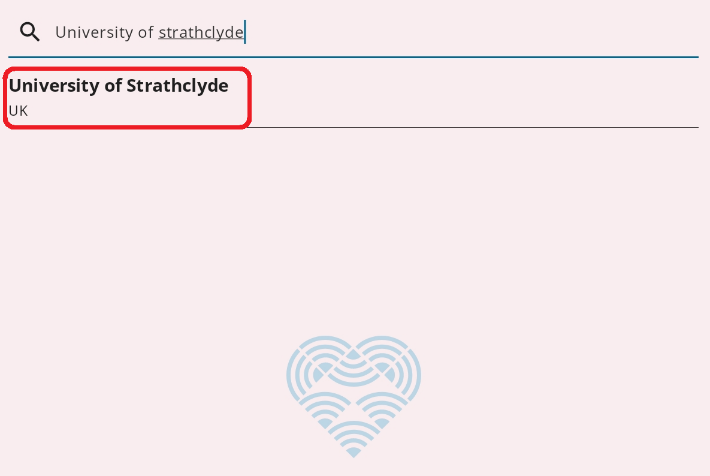 University of strathclyde
University of Strathclyde
UK